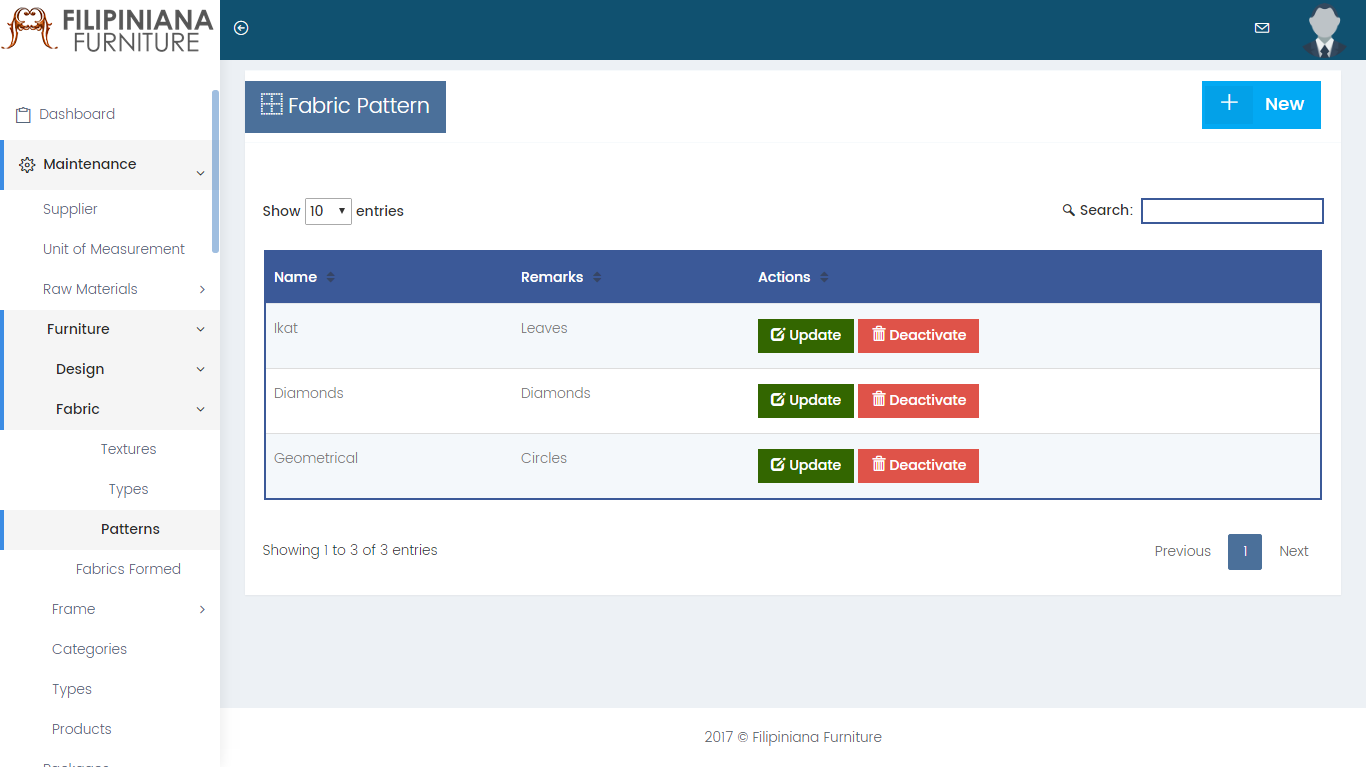 FILIPINIANA
FURNITURE
Dashboard
Maintenance
Supplier
Unit of Measurement
Raw Materials
Furniture
Design
Fabric
Textures
Types
Patterns
Fabrics Formed
Frame
Categories
Types
Products
Packages
Fabric Pattern
+ New
Show 10 entries
Search:
Name Remarks Actions
Ikat Leaves Update Deactivate
Diamonds Diamonds Update Deactivate
Geometrical Circles Update Deactivate
Showing 1 to 3 of 3 entries
Previous 1 Next
2017 © Filipiniana Furniture